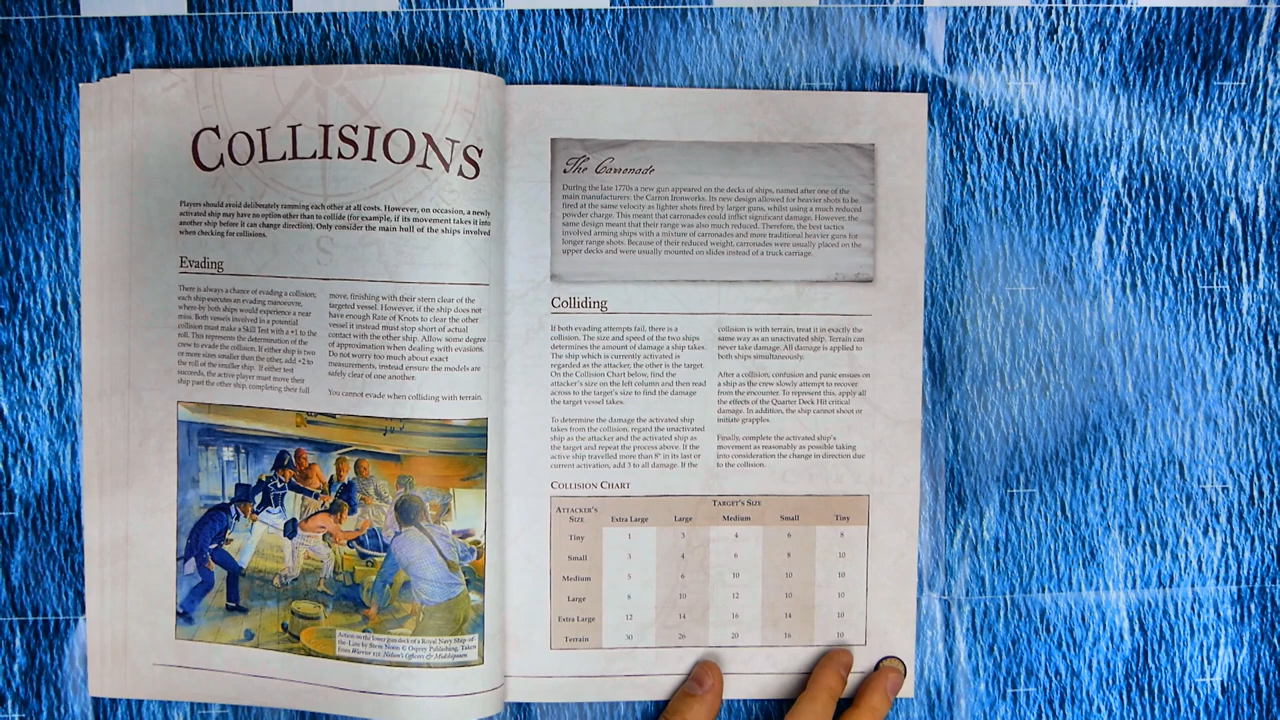 COLLISIONS
Players should avoid deliberately ramming each other at all costs. However, on occasion, a newly
activated ship may have no option other than to collide (for example, if its movement takes it into
another ship before it can change direction). Only consider the main hull of the ships involved
when checking for collisions.
Evading
There is always a chance of evading a collision;
each ship executes an evading manoeuvre,
where-by both ships would experience a near
miss. Both vessels involved in a potential
collision must make a Skill Test with a +1 to the
roll. This represents the determination of the
crew to evade the collision. If either ship is two
or more sizes smaller than the other, add +2 to
the roll of the smaller ship. If either test
succeeds, the active player must move their
ship past the other ship, completing their full
move, finishing with their stern clear of the
targeted vessel. However, if the ship does not
have enough Rate of Knots to clear the other
vessel it instead must stop short of actual
contact with the other ship. Allow some degree
of approximation when dealing with evasions.
Do not worry too much about exact
measurements, instead ensure the models are
safely clear of one another.
You cannot evade when colliding with terrain.
Action on the lower gun deck of a Royal Navy Ship-of-
the-Line by Steve Noon © Osprey Publishing. Taken
from Warrior Nelson's Officers & Midshipmen
The Carronade
During the late 1770s a new gun appeared on the decks of ships, named after one of the
main manufacturers: the Carron Ironworks. Its new design allowed for heavier shots to be
fired at the same velocity as lighter shots fired by larger guns, whilst using a much reduced
powder charge. This meant that carronades could inflict significant damage. However, the
same design meant that their range was also much reduced. Therefore, the best tactics
involved arming ships with a mixture of carronades and more traditional heavier guns for
longer range shots. Because of their reduced weight, carronades were usually placed on the
upper decks and were usually mounted on slides instead of a truck carriage.
Colliding
If both evading attempts fail, there is a
collision. The size and speed of the two ships
determines the amount of damage a ship takes.
The ship which is currently activated is
regarded as the attacker, the other is the target.
On the Collision Chart below, find the
attacker's size on the left column and then read
across to the target's size to find the damage
the target vessel takes.
To determine the damage the activated ship
takes from the collision, regard the unactivated
ship as the attacker and the activated ship as
the target and repeat the process above. If the
active ship travelled more than 8" in its last or
current activation, add 3 to all damage. If the
collision is with terrain, treat it in exactly the
same way as an unactivated ship. Terrain can
never take damage. All damage is applied to
both ships simultaneously.
After a collision, confusion and panic ensues on
a ship as the crew slowly attempt to recover
from the encounter. To represent this, apply all
the effects of the Quarter Deck Hit critical
damage. In addition, the ship cannot shoot or
initiate grapples.
Finally, complete the activated ship's
movement as reasonably as possible taking
into consideration the change in direction due
to the collision.
COLLISION CHART
ATTACKER'S SIZE TARGET'S SIZE
Extra Large Large Medium Small Tiny
Tiny 1 3 4 6 8
Small 3 4 6 8 10
Medium 5 6 10 10 10
Large 8 10 12 10 10
Extra Large 12 14 16 14 10
Terrain 30 26 20 16 10